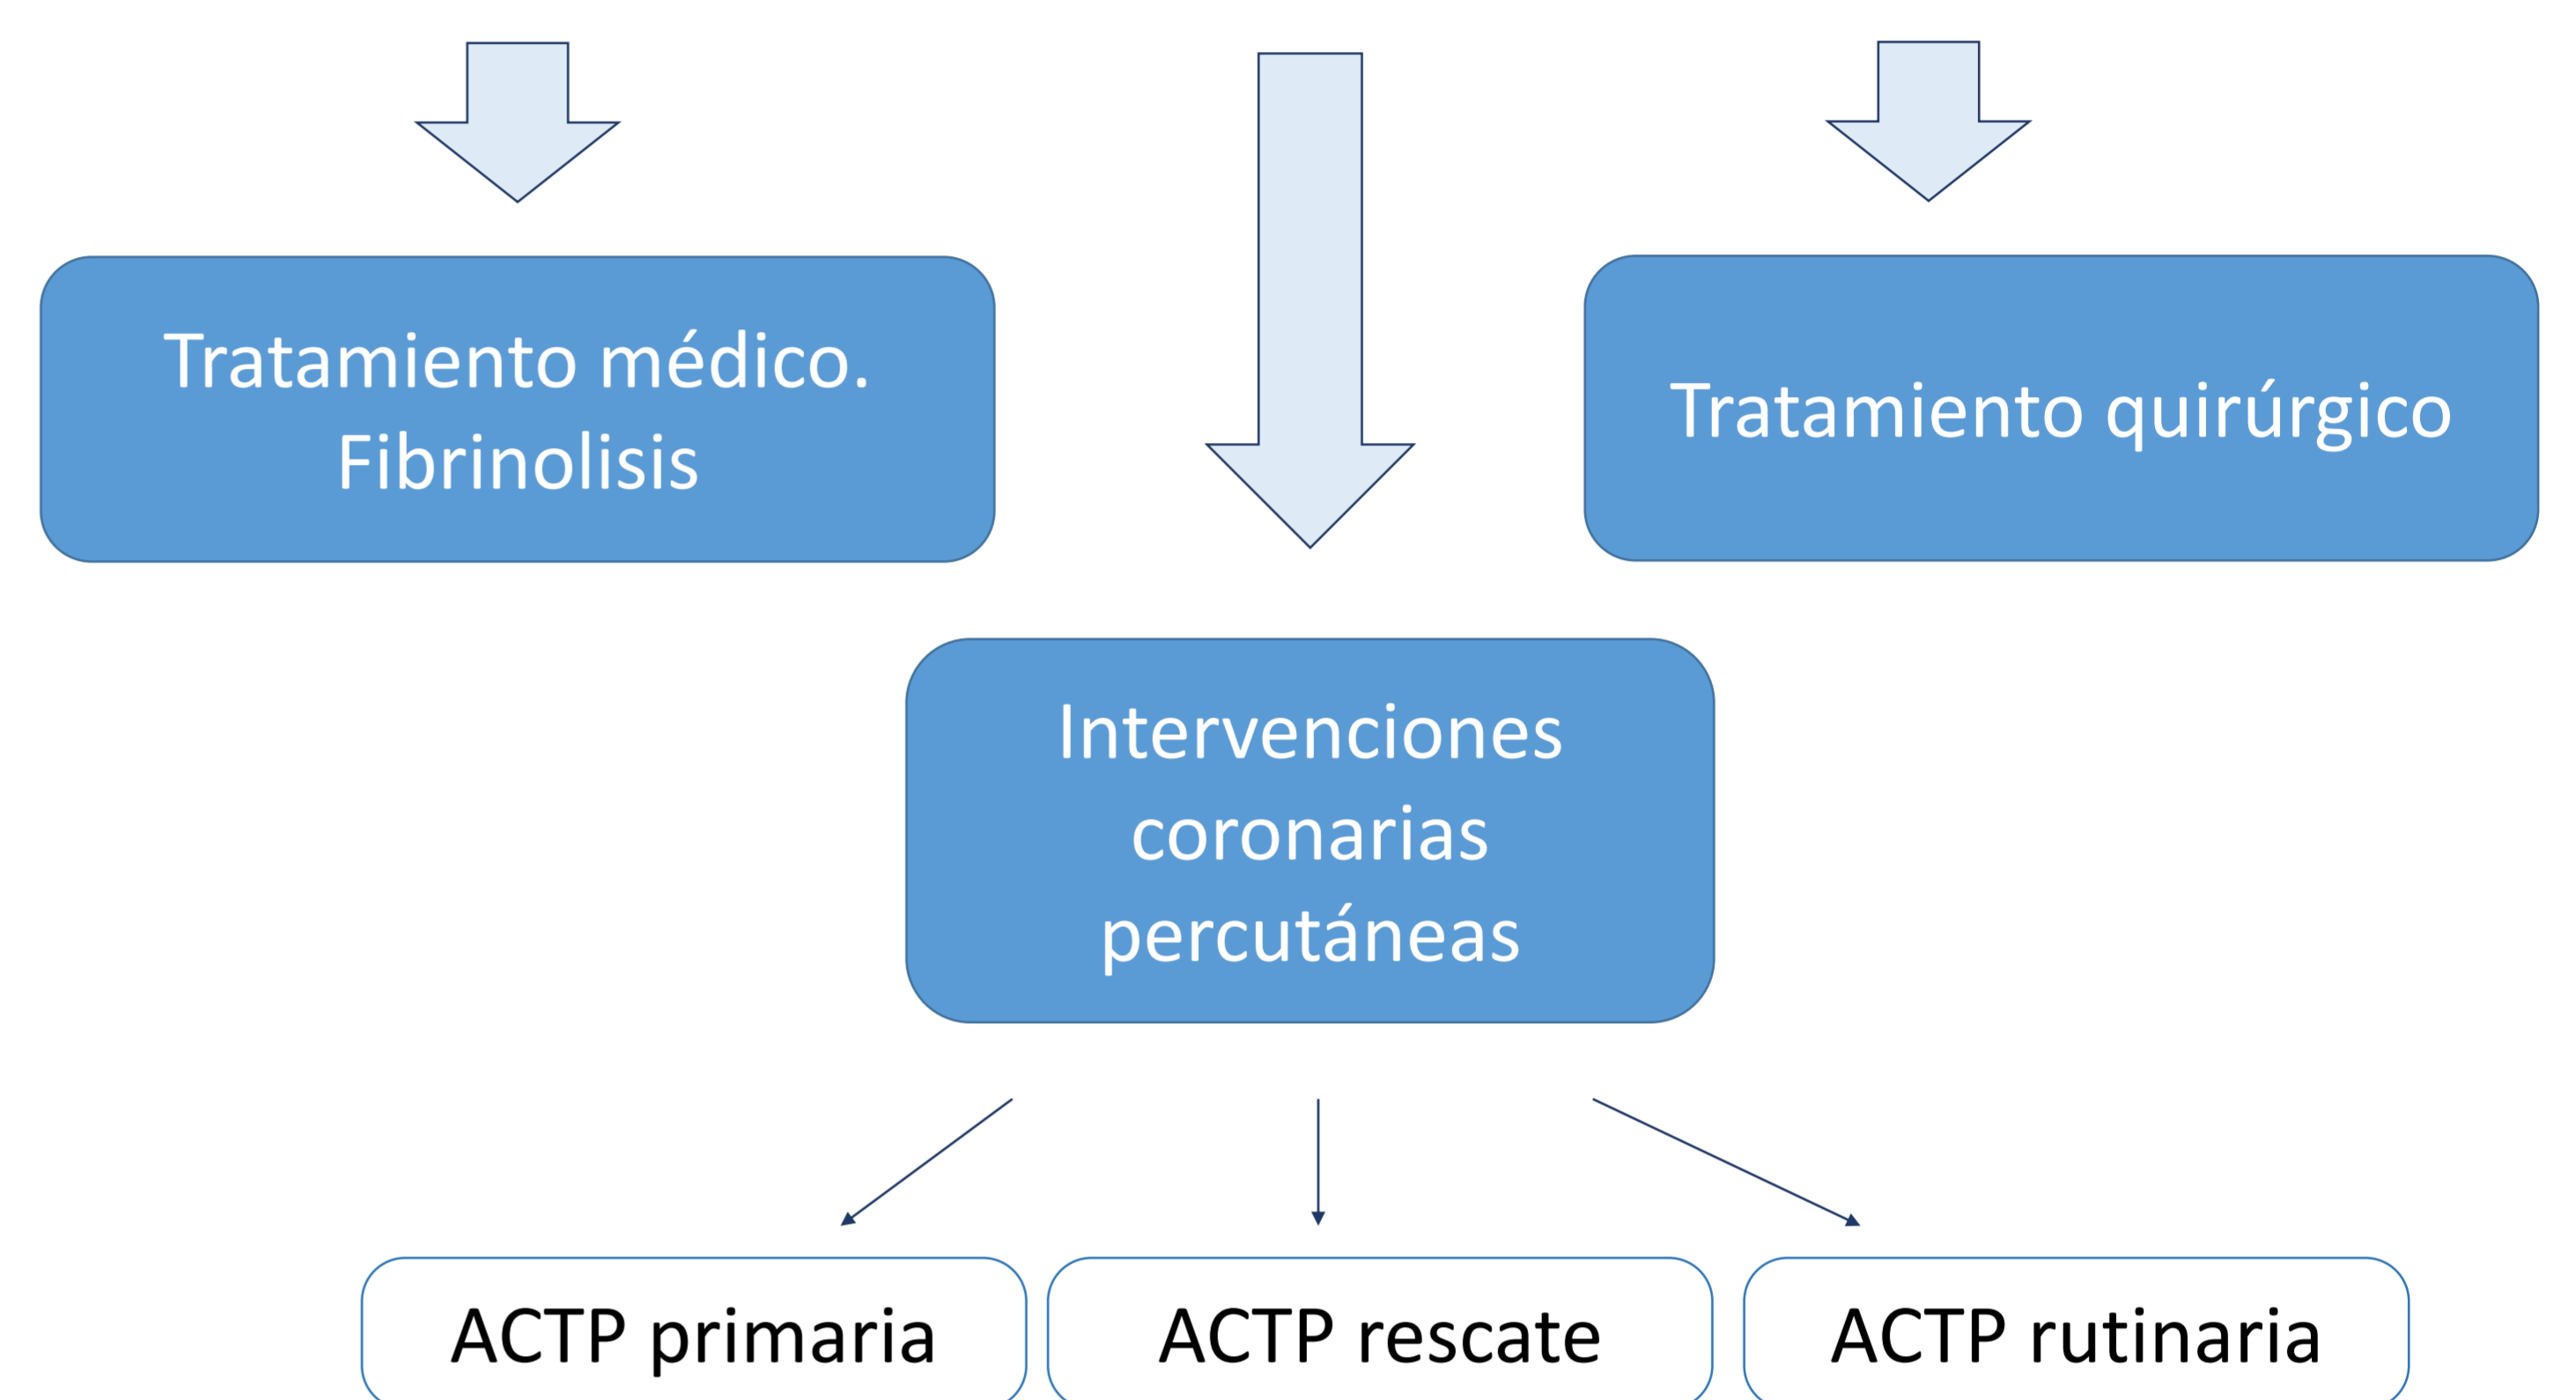 Tratamiento médico.
Fibrinolisis
Tratamiento quirúrgico
Intervenciones
coronarias
percutáneas
ACTP primaria
ACTP rescate
ACTP rutinaria